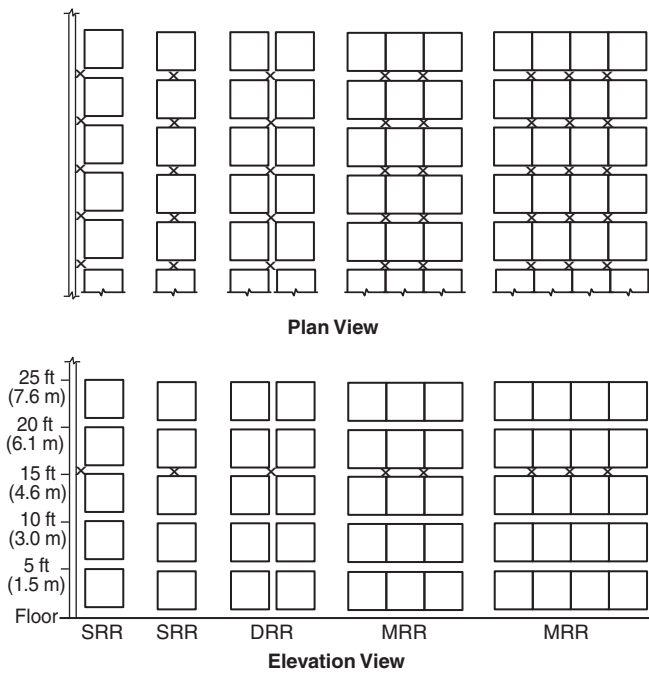 Plan View
25 ft
(7.6 m)
20 ft
(6.1 m)
15 ft
(4.6 m)
10 ft
(3.0 m)
5 ft
(1.5 m)
Floor
SRR SRR DRR MRR MRR
Elevation View